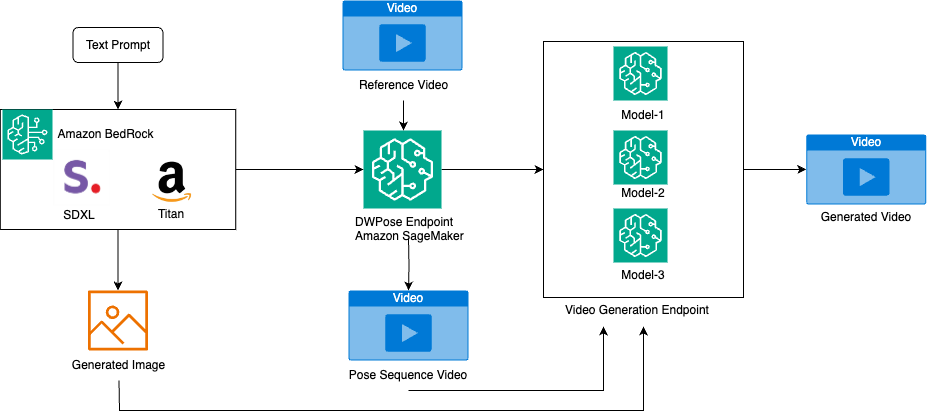 Text Prompt
Video
Reference Video
Amazon BedRock
S.
SDXL
a
Titan
DWPose Endpoint
Amazon SageMaker
Model-1
Model-2
Model-3
Video Generation Endpoint
Video
Generated Video
Generated Image
Video
Pose Sequence Video